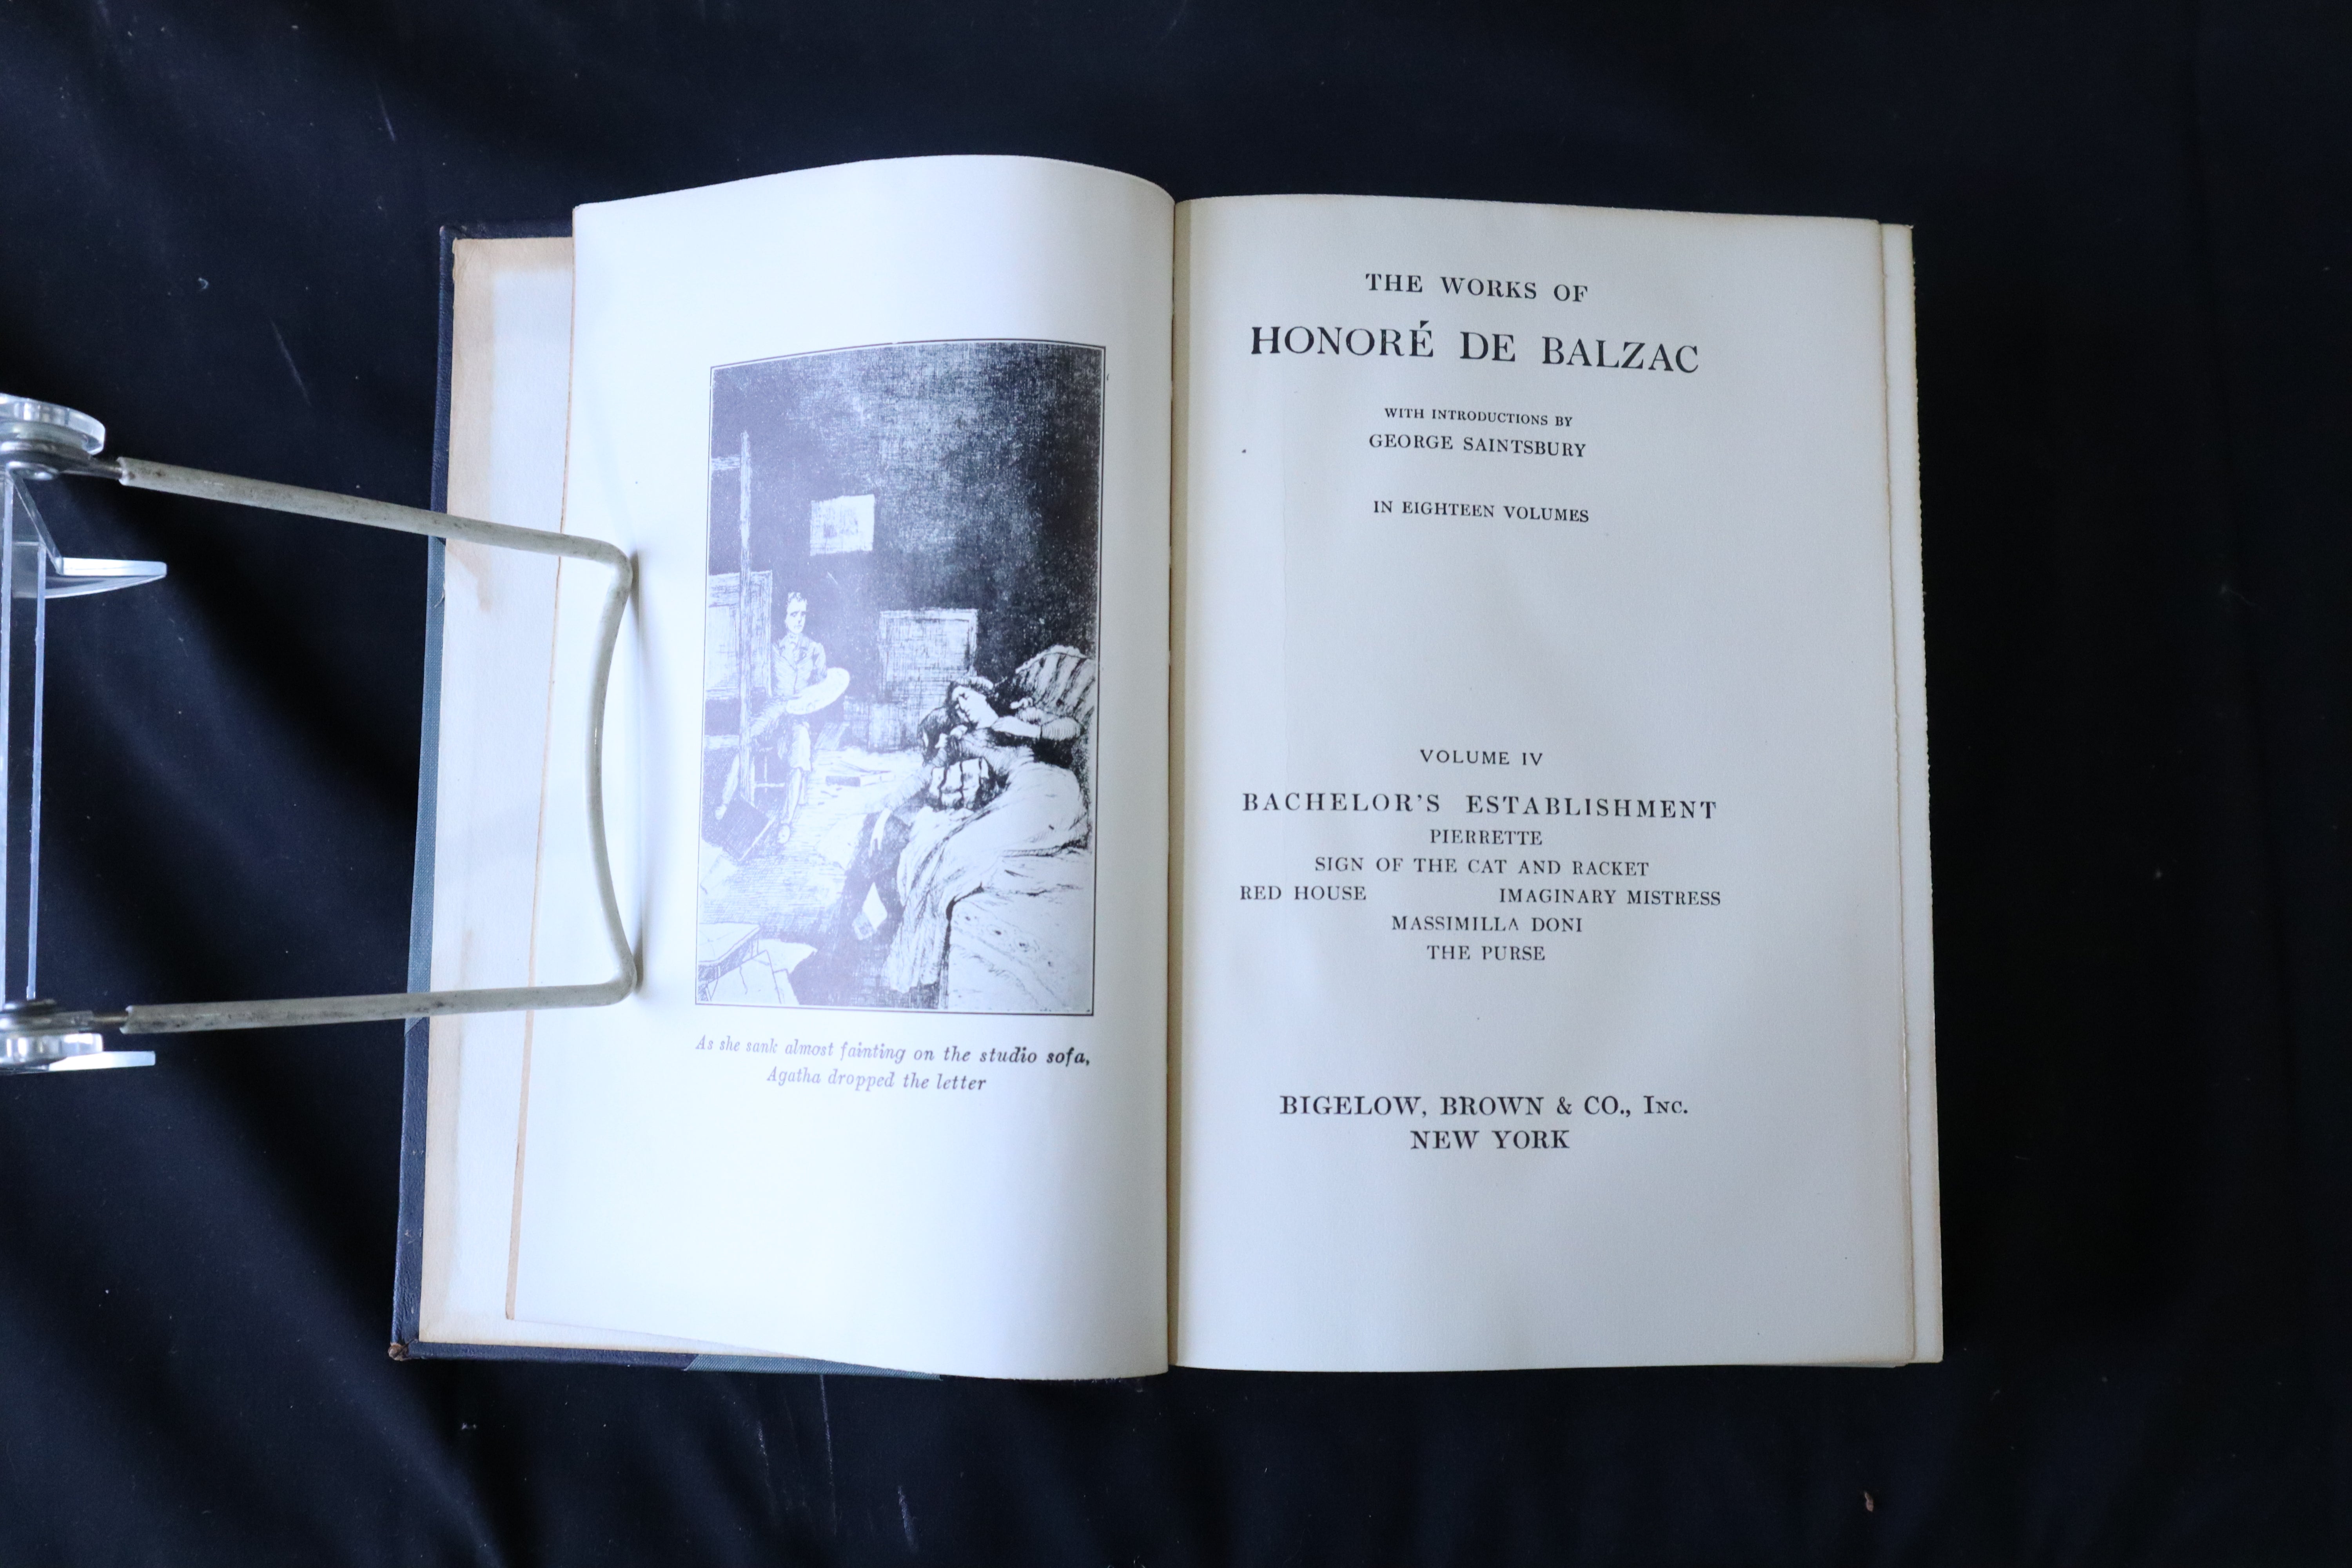 As she sank almost fainting on the studio sofa,
Agatha dropped the letter
THE WORKS OF
HONORÉ DE BALZAC
WITH INTRODUCTIONS BY
GEORGE SAINTSBURY
IN EIGHTEEN VOLUMES
VOLUME IV
BACHELOR'S ESTABLISHMENT
PIERRETTE
SIGN OF THE CAT AND RACKET
RED HOUSE IMAGINARY MISTRESS
MASSIMILLA DONI
THE PURSE
BIGELOW, BROWN & CO., INC.
NEW YORK